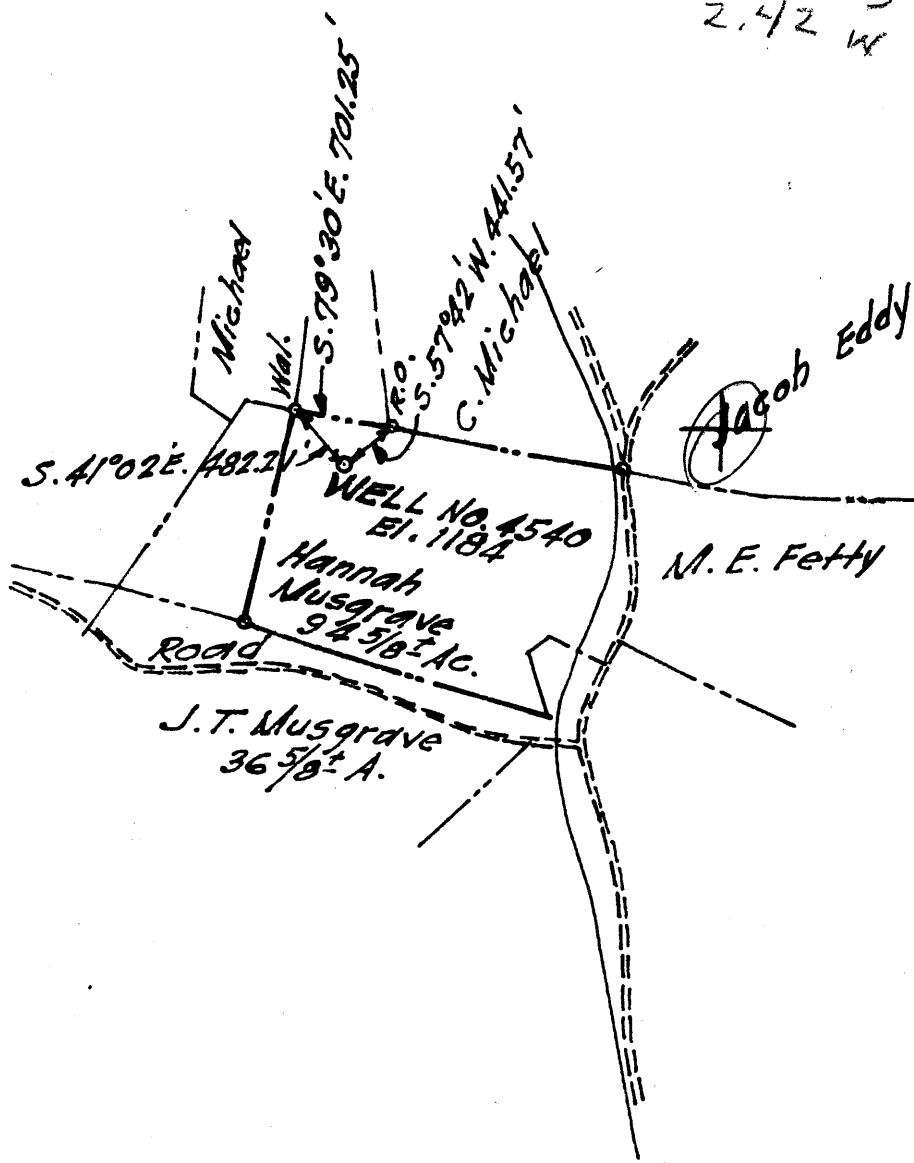 2.42
W
S.79°30'E. 701.25'
S.57°42'W. 441.57'
Michael
Wal.
R.O.
C. Michael
Jacob Eddy
S.41°02'E. 482.21'
WELL No. 4540
El. 1184
M. E. Fetty
Hannah
Musgrave
94 5/8± Ac.
Road
J.T. Musgrave
36 5/8± A.